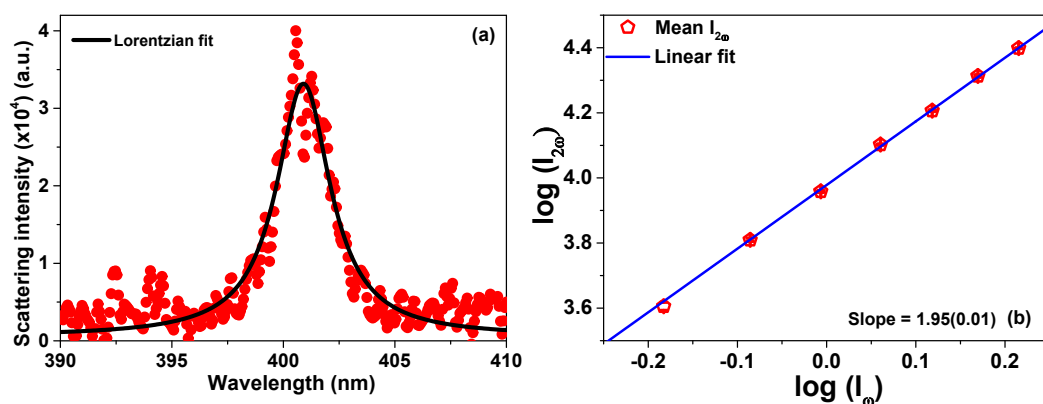 Scattering intensity (x10⁴) (a.u.)
4
3
2
1
0
Lorentzian fit
(a)
390
395
400
405
410
Wavelength (nm)
log (I₂ω)
4.4
4.2
4.0
3.8
3.6
Mean I₂ω
Linear fit
Slope = 1.95(0.01) (b)
-0.2
-0.1
0.0
0.1
0.2
log (Iω)